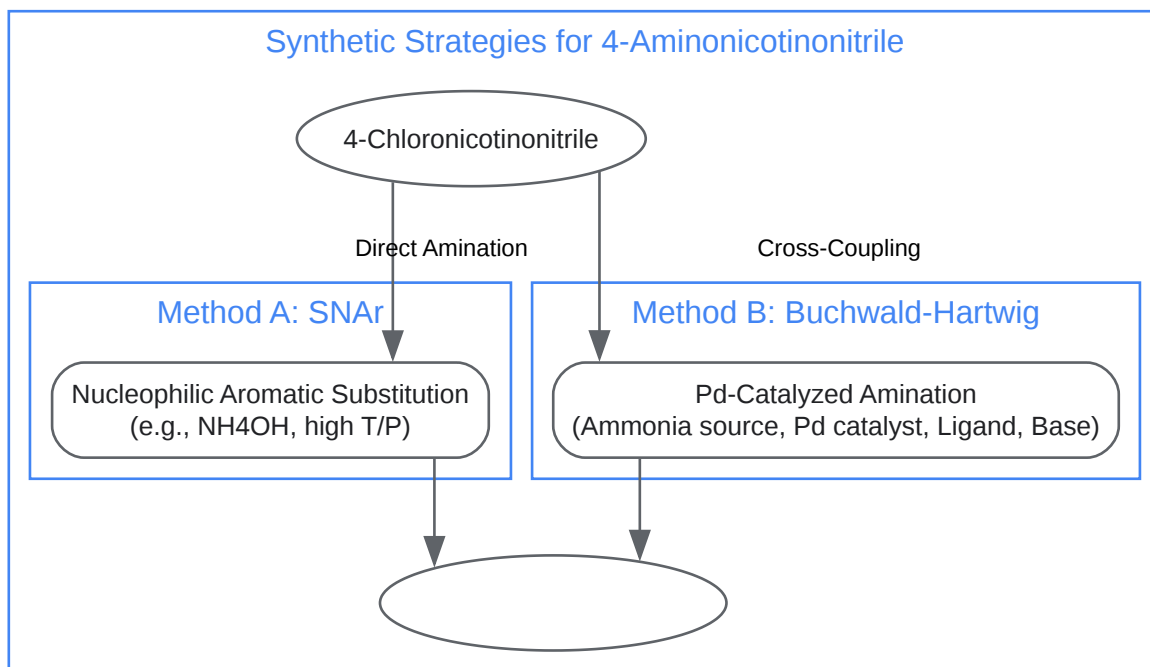 Synthetic Strategies for 4-Aminonicotinonitrile
4-Chloronicotinonitrile
Direct Amination
Cross-Coupling
Method A: SNAr
Method B: Buchwald-Hartwig
Nucleophilic Aromatic Substitution
(e.g., NH4OH, high T/P)
Pd-Catalyzed Amination
(Ammonia source, Pd catalyst, Ligand, Base)